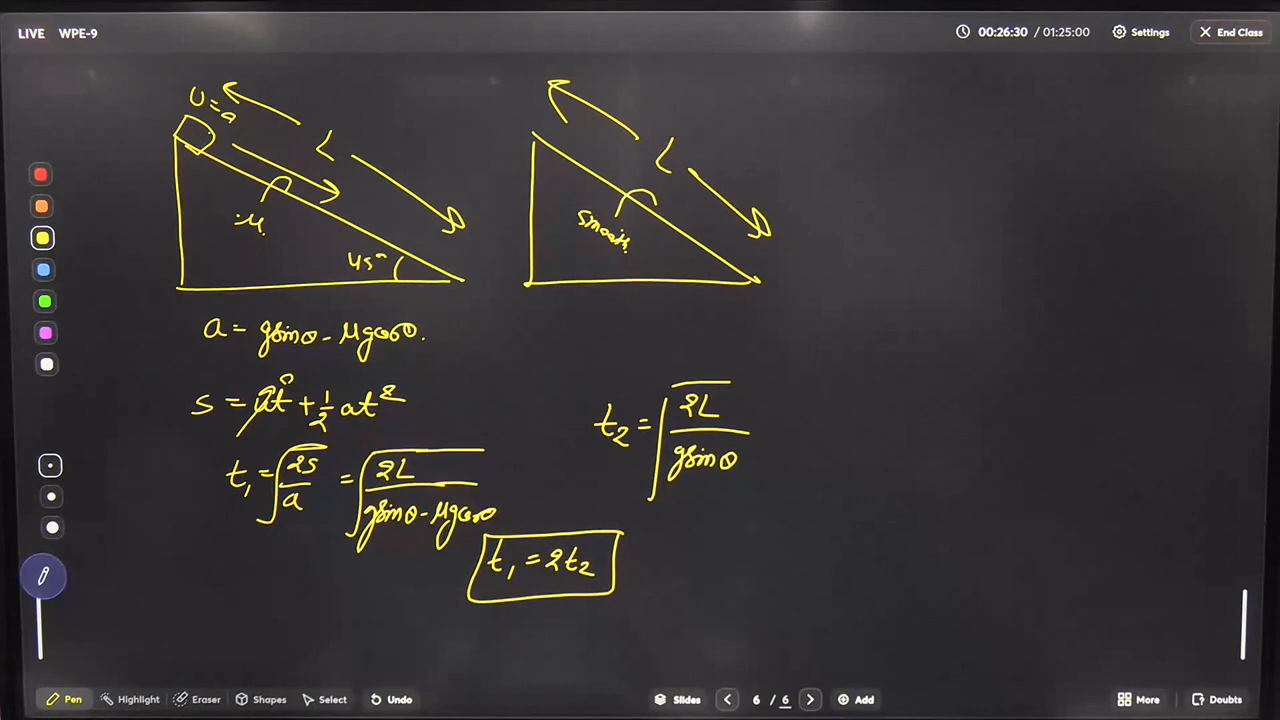 LIVE WPE-9
00:26:30 / 01:25:00 Settings End Class
U=0
L
L
μ
smooth.
45°
a = gsinθ - μgcosθ.
s = ut⁰ + 1/2 at²
t₁ = √(2s/a) = √(2L/(gsinθ - μgcosθ))
t₂ = √(2L/(gsinθ))
t₁ = 2t₂
Pen Highlight Eraser Shapes Select Undo Slides 6 / 6 Add More Doubts